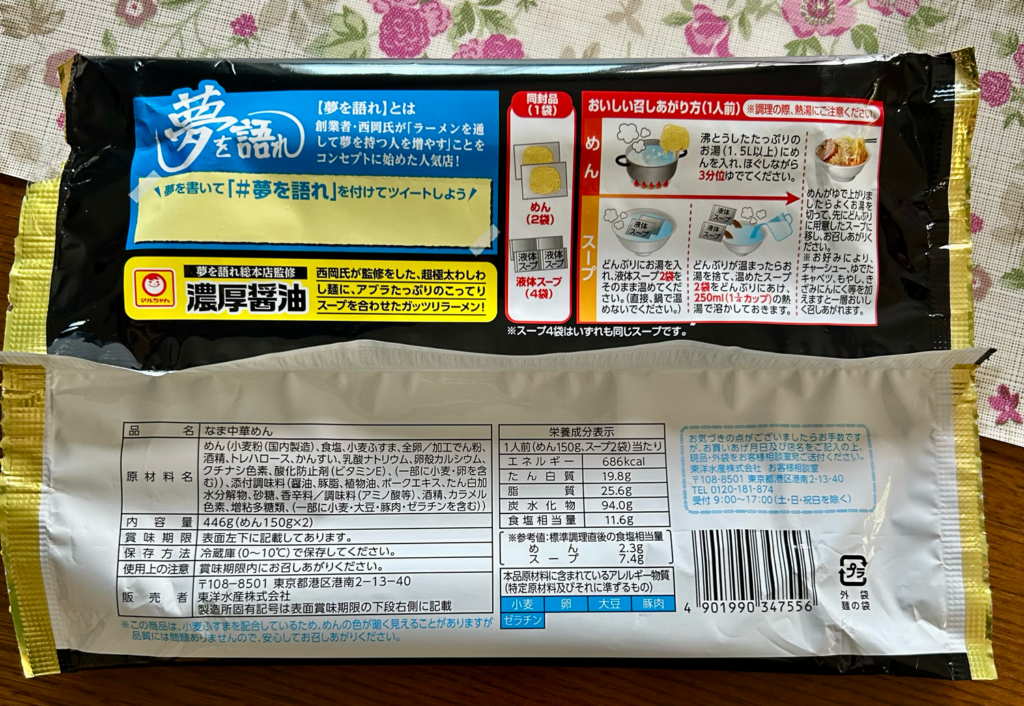 夢を語れ
【夢を語れ】とは
創業者・西岡氏が「ラーメンを通
して夢を持つ人を増やす」ことを
コンセプトに始めた人気店!
夢を書いて「#夢を語れ」を付けてツイートしよう
マルちゃん
夢を語れ総本店監修
濃厚醤油
西岡氏が監修をした、超極太わしわ
し麺に、アブラたっぷりのこってり
スープを合わせたガッツリラーメン!
同封品
(1袋)
めん
(2袋)
液体スープ
液体スープ
液体スープ
(4袋)
おいしい召しあがり方(1人前)
※調理の際、熱湯にご注意ください。
めん
沸とうしたたっぷりの
お湯(1.5L以上)にめ
んを入れ、ほぐしながら
3分位ゆでてください。
スープ
液体スープ
どんぶりにお湯を入
れ、液体スープ2袋を
そのまま温めてくだ
さい。(直接、鍋で温
めないでください。)
液体スープ
液体スープ
どんぶりが温まったらお
湯を捨て、温めたスープ
2袋をどんぶりにあけ、
250ml(1¼カップ)の熱
湯で溶かしておきます。
めんがゆで上がりま
したらよくお湯を
切って、先にどんぶり
に用意したスープに
移し、お召しあがりく
ださい。
※お好みにより、
チャーシュー、ゆでた
キャベツ、もやし、き
ざみにんにく等を加
えますと一層おいし
く召しあがれます。
※スープ4袋はいずれも同じスープです。
品名 なま中華めん
原材料名 めん(小麦粉(国内製造)、食塩、小麦ふすま、全卵/加工でん粉、
酒精、トレハロース、かんすい、乳酸ナトリウム、卵殻カルシウム、
クチナシ色素、酸化防止剤(ビタミンE)、(一部に小麦・卵を含
む))、添付調味料(醤油、豚脂、植物油、ポークエキス、たん白加
水分解物、砂糖、香辛料/調味料(アミノ酸等)、酒精、カラメル
色素、増粘多糖類、(一部に小麦・大豆・豚肉・ゼラチンを含む))
内容量 446g(めん150g×2)
賞味期限 表面左下に記載してあります。
保存方法 冷蔵庫(0~10℃)で保存してください。
使用上の注意 賞味期限内にお召しあがりください。
販売者 〒108-8501 東京都港区港南2-13-40
東洋水産株式会社
製造所固有記号は表面賞味期限の下段右側に記載
※この商品は、小麦ふすまを配合しているため、めんの色が暗く見えることがありますが
品質には問題ありませんので、安心してお召しあがりください。
栄養成分表示
1人前(めん150g、スープ2袋)当たり
エネルギー 686kcal
たん白質 19.8g
脂質 25.6g
炭水化物 94.0g
食塩相当量 11.6g
※参考値:標準調理直後の食塩相当量
めん 2.3g
スープ 7.4g
本品原材料に含まれているアレルギー物質
(特定原材料及びそれに準ずるもの)
小麦 卵 大豆 豚肉
ゼラチン
お気づきの点がございましたらお手数です
が、お買いあげ月日及び店名をご記入の上、
現品・外袋をお客様相談室宛ご送付ください。
東洋水産株式会社 お客様相談室
〒108-8501 東京都港区港南2-13-40
TEL 0120-181-874
受付 9:00~17:00(土・日・祝日を除く)
4 901990 347556
プラ
外袋
麺の袋